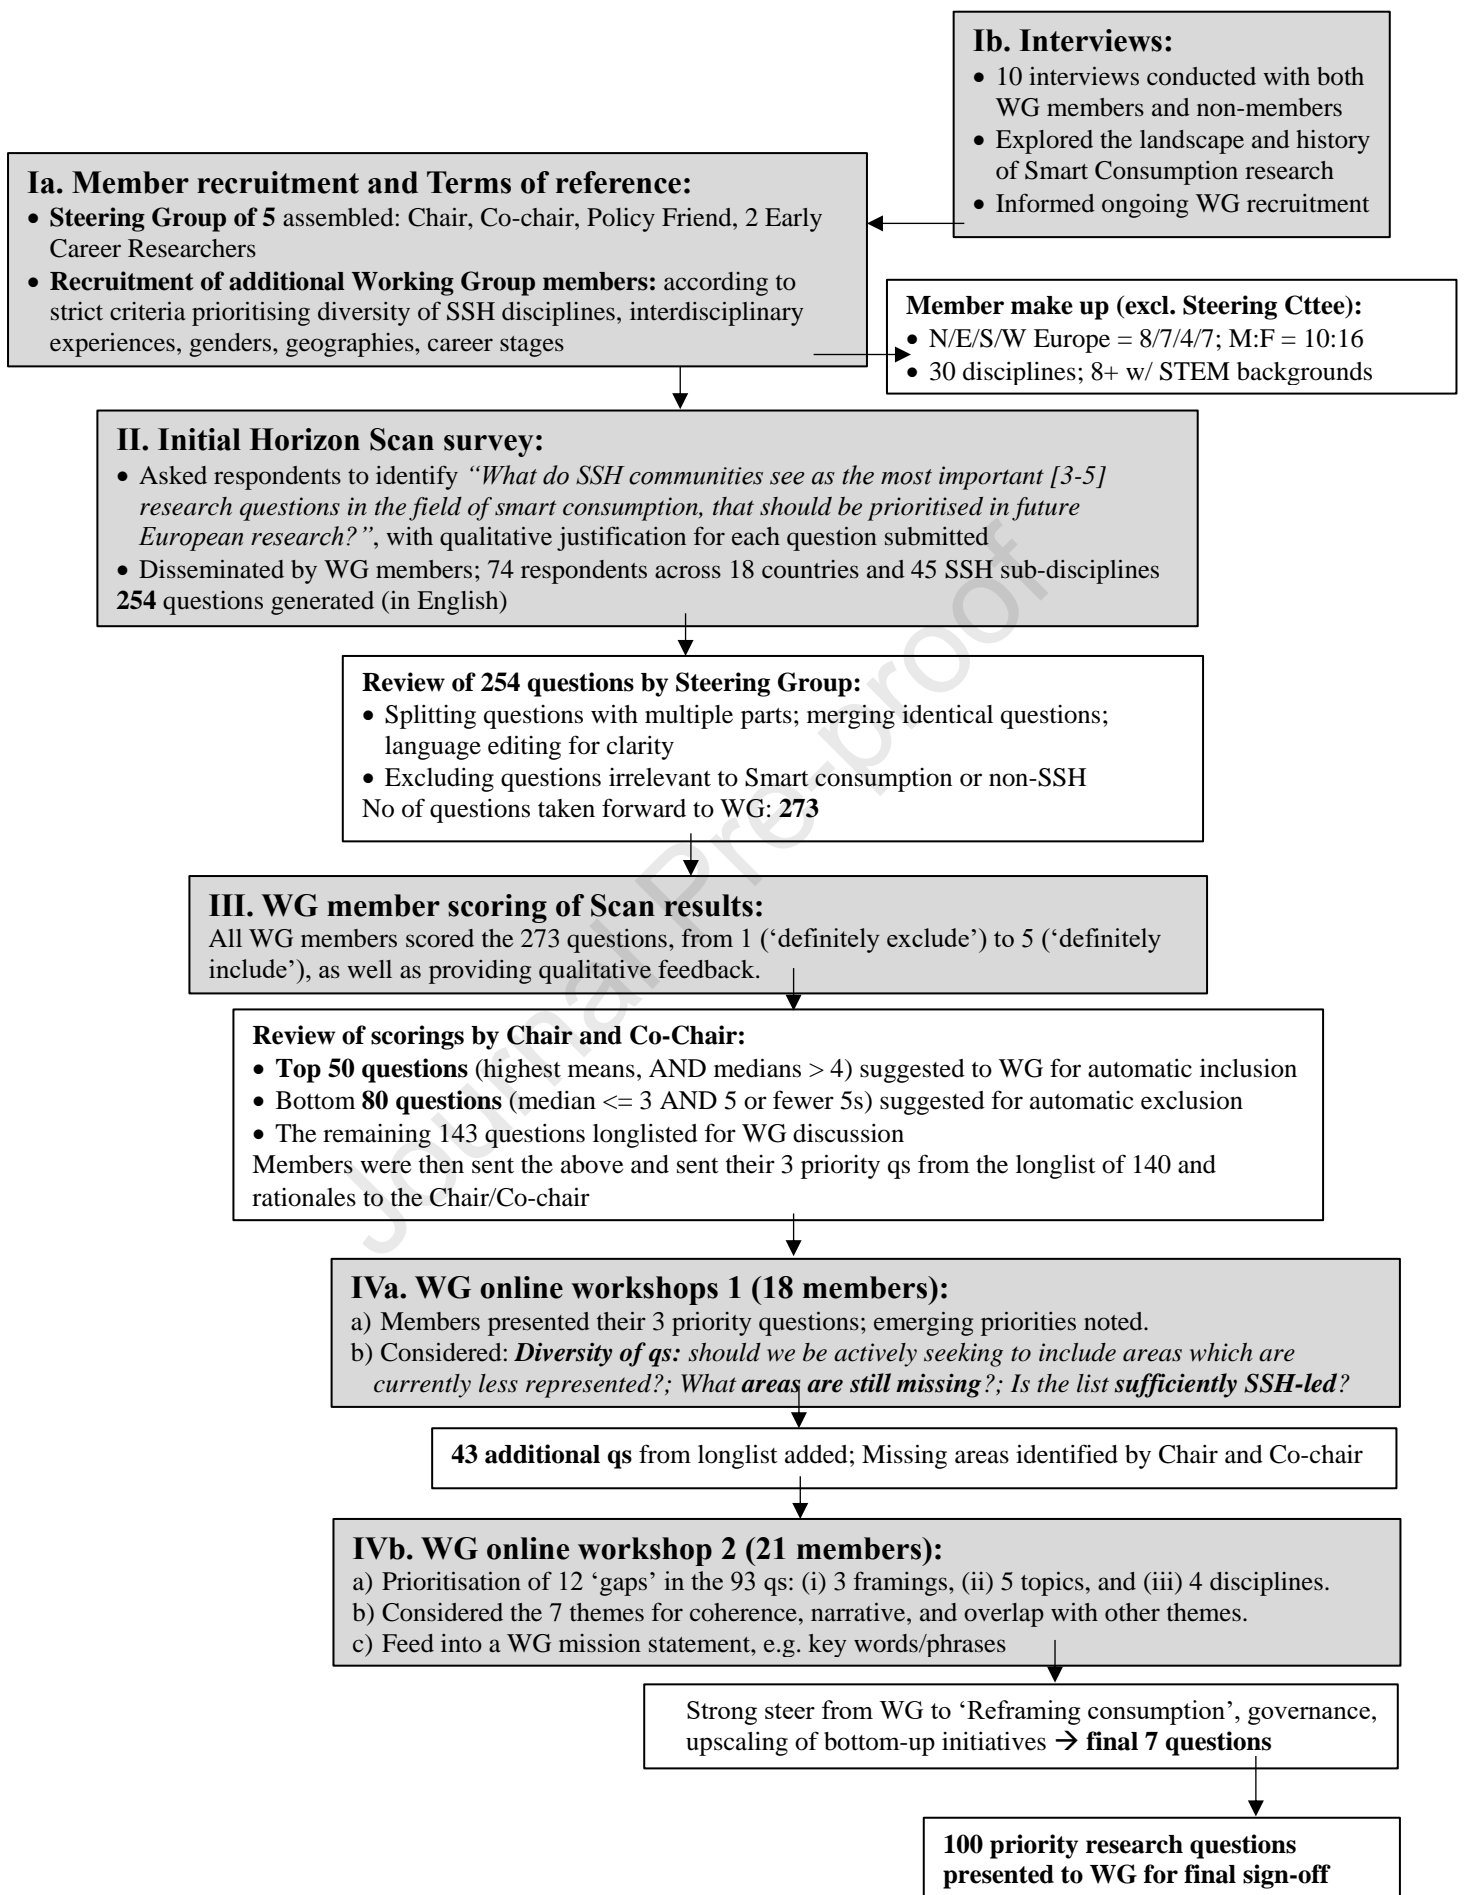 Ib. Interviews:
• 10 interviews conducted with both
WG members and non-members
• Explored the landscape and history
of Smart Consumption research
• Informed ongoing WG recruitment
Ia. Member recruitment and Terms of reference:
• Steering Group of 5 assembled: Chair, Co-chair, Policy Friend, 2 Early
Career Researchers
• Recruitment of additional Working Group members: according to
strict criteria prioritising diversity of SSH disciplines, interdisciplinary
experiences, genders, geographies, career stages
Member make up (excl. Steering Cttee):
• N/E/S/W Europe = 8/7/4/7; M:F = 10:16
• 30 disciplines; 8+ w/ STEM backgrounds
II. Initial Horizon Scan survey:
• Asked respondents to identify “What do SSH communities see as the most important [3-5]
research questions in the field of smart consumption, that should be prioritised in future
European research?”, with qualitative justification for each question submitted
• Disseminated by WG members; 74 respondents across 18 countries and 45 SSH sub-disciplines
254 questions generated (in English)
Review of 254 questions by Steering Group:
• Splitting questions with multiple parts; merging identical questions;
language editing for clarity
• Excluding questions irrelevant to Smart consumption or non-SSH
No of questions taken forward to WG: 273
III. WG member scoring of Scan results:
All WG members scored the 273 questions, from 1 (‘definitely exclude’) to 5 (‘definitely
include’), as well as providing qualitative feedback.
Review of scorings by Chair and Co-Chair:
• Top 50 questions (highest means, AND medians > 4) suggested to WG for automatic inclusion
• Bottom 80 questions (median <= 3 AND 5 or fewer 5s) suggested for automatic exclusion
• The remaining 143 questions longlisted for WG discussion
Members were then sent the above and sent their 3 priority qs from the longlist of 140 and
rationales to the Chair/Co-chair
IVa. WG online workshops 1 (18 members):
a) Members presented their 3 priority questions; emerging priorities noted.
b) Considered: Diversity of qs: should we be actively seeking to include areas which are
currently less represented?; What areas are still missing?; Is the list sufficiently SSH-led?
43 additional qs from longlist added; Missing areas identified by Chair and Co-chair
IVb. WG online workshop 2 (21 members):
a) Prioritisation of 12 ‘gaps’ in the 93 qs: (i) 3 framings, (ii) 5 topics, and (iii) 4 disciplines.
b) Considered the 7 themes for coherence, narrative, and overlap with other themes.
c) Feed into a WG mission statement, e.g. key words/phrases
Strong steer from WG to ‘Reframing consumption’, governance,
upscaling of bottom-up initiatives → final 7 questions
100 priority research questions
presented to WG for final sign-off
Journal Pre-proof